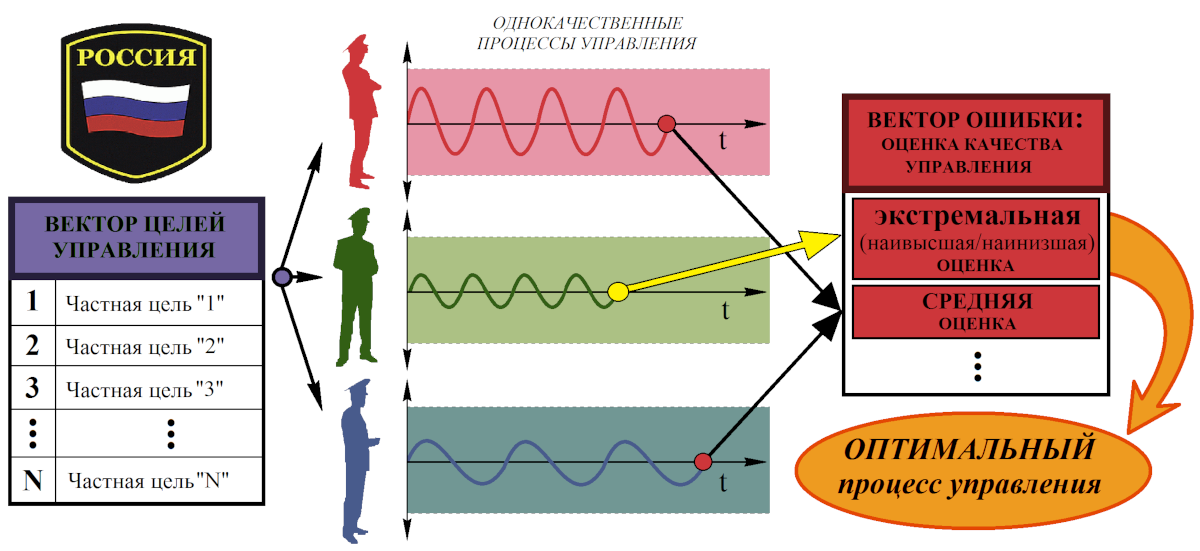 РОССИЯ
ВЕКТОР ЦЕЛЕЙ
УПРАВЛЕНИЯ
1 Частная цель "1"
2 Частная цель "2"
3 Частная цель "3"
N Частная цель "N"
ОДНОКАЧЕСТВЕННЫЕ
ПРОЦЕССЫ УПРАВЛЕНИЯ
t
t
t
ВЕКТОР ОШИБКИ:
ОЦЕНКА КАЧЕСТВА
УПРАВЛЕНИЯ
ЭКСТРЕМАЛЬНАЯ
(наивысшая/наинизшая)
ОЦЕНКА
СРЕДНЯЯ
ОЦЕНКА
ОПТИМАЛЬНЫЙ
процесс управления